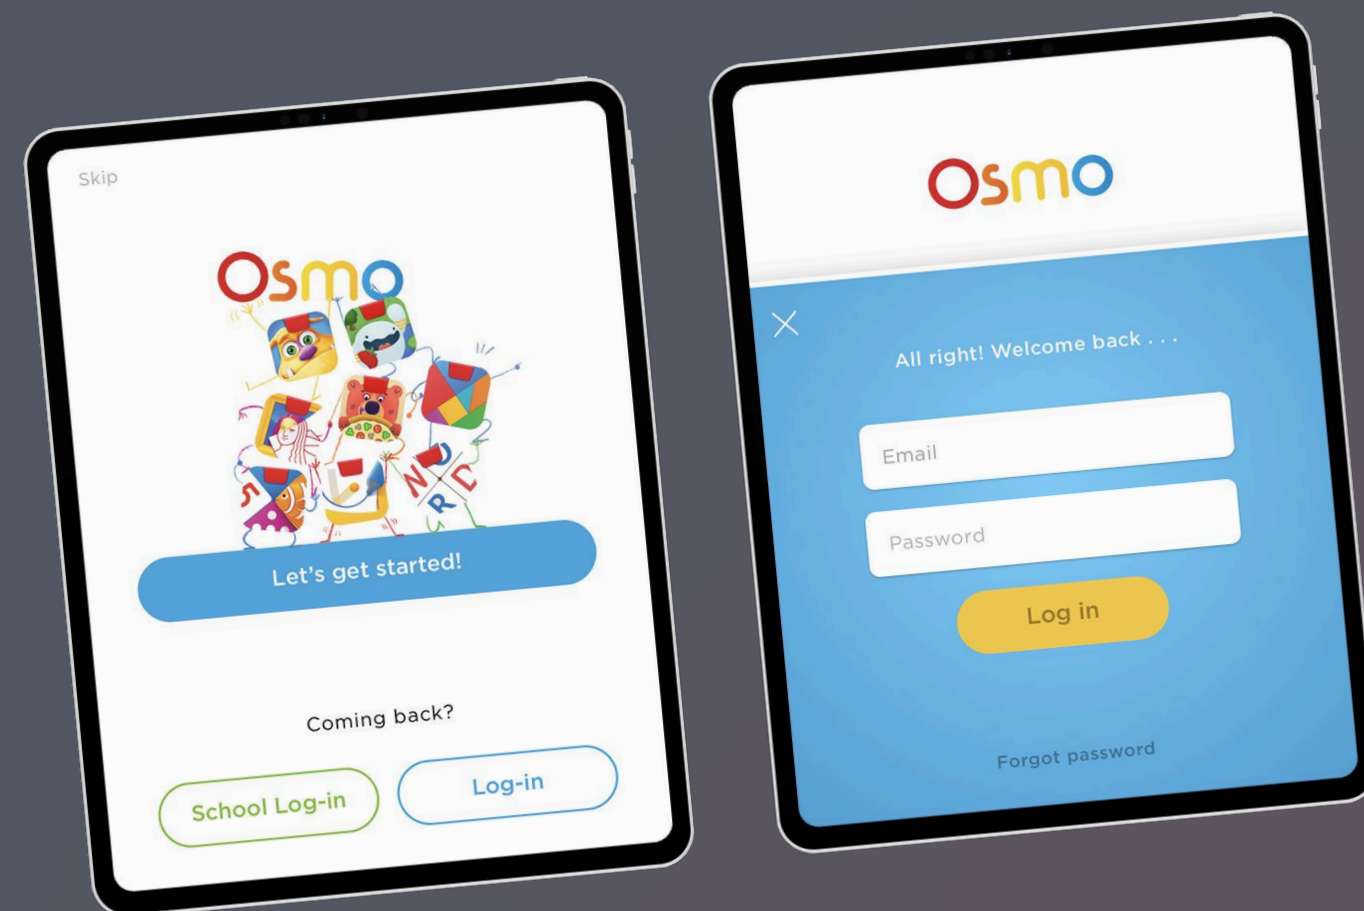 Skip
Osmo
5
N
O
D
R
Let's get started!
Coming back?
School Log-in
Log-in
Osmo
All right! Welcome back . . .
Email
Password
Log in
Forgot password